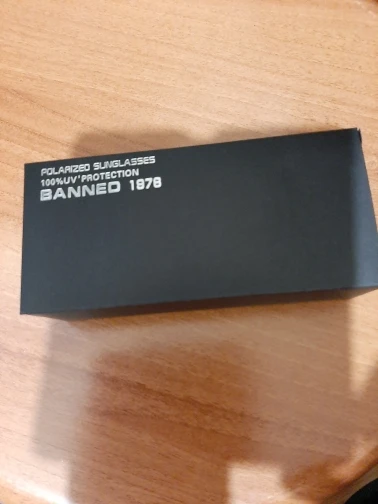 POLARIZED SUNGLASSES
100%UV'PROTECTION
BANNED 1976